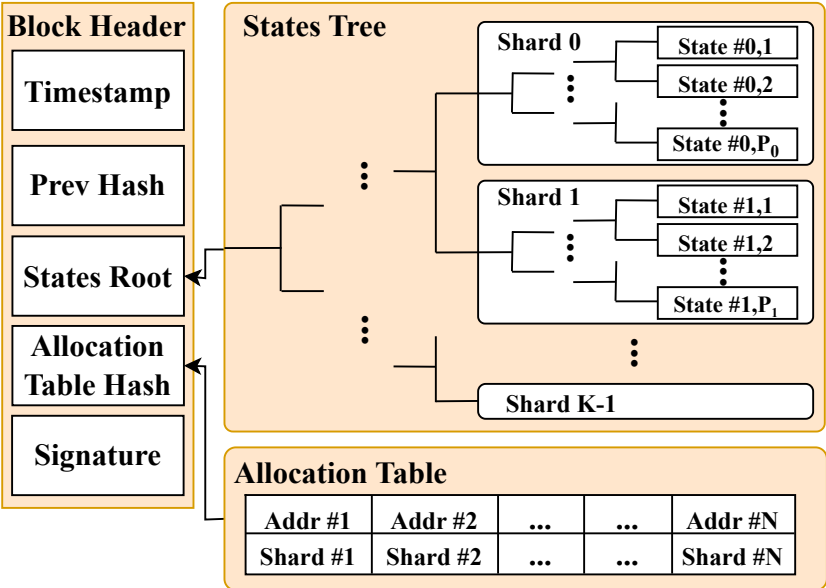 Block Header
Timestamp
Prev Hash
States Root
Allocation
Table Hash
Signature
States Tree
Shard 0
State #0,1
State #0,2
State #0,P₀
Shard 1
State #1,1
State #1,2
State #1,P₁
Shard K-1
Allocation Table
Addr #1 Addr #2 ... ... Addr #N
Shard #1 Shard #2 ... ... Shard #N